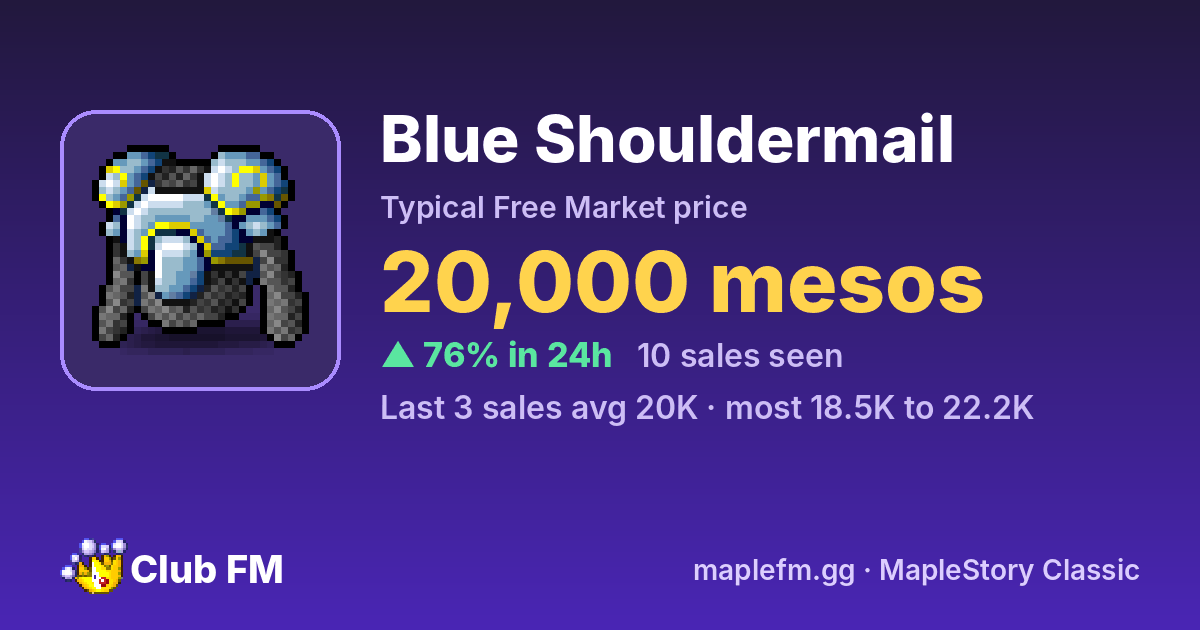 Blue Shouldermail
Typical Free Market price
20,000 mesos
▲ 76% in 24h 10 sales seen
Last 3 sales avg 20K · most 18.5K to 22.2K
Club FM
maplefm.gg · MapleStory Classic